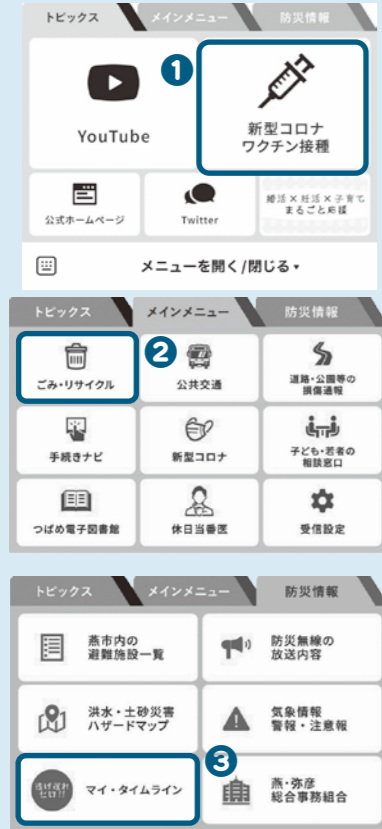 トピックス メインメニュー 防災情報
1
YouTube
新型コロナ
ワクチン接種
公式ホームページ
Twitter
婚活×妊活×子育て
まるごと応援
メニューを開く/閉じる▾
トピックス メインメニュー 防災情報
2
ごみ・リサイクル
公共交通
道路・公園等の
損傷通報
手続きナビ
新型コロナ
子ども・若者の
相談窓口
つばめ電子図書館
休日当番医
受信設定
トピックス メインメニュー 防災情報
燕市内の
避難施設一覧
防災無線の
放送内容
洪水・土砂災害
ハザードマップ
気象情報
警報・注意報
3
逃げ遅れ
ゼロ!!
マイ・タイムライン
燕・弥彦
総合事務組合